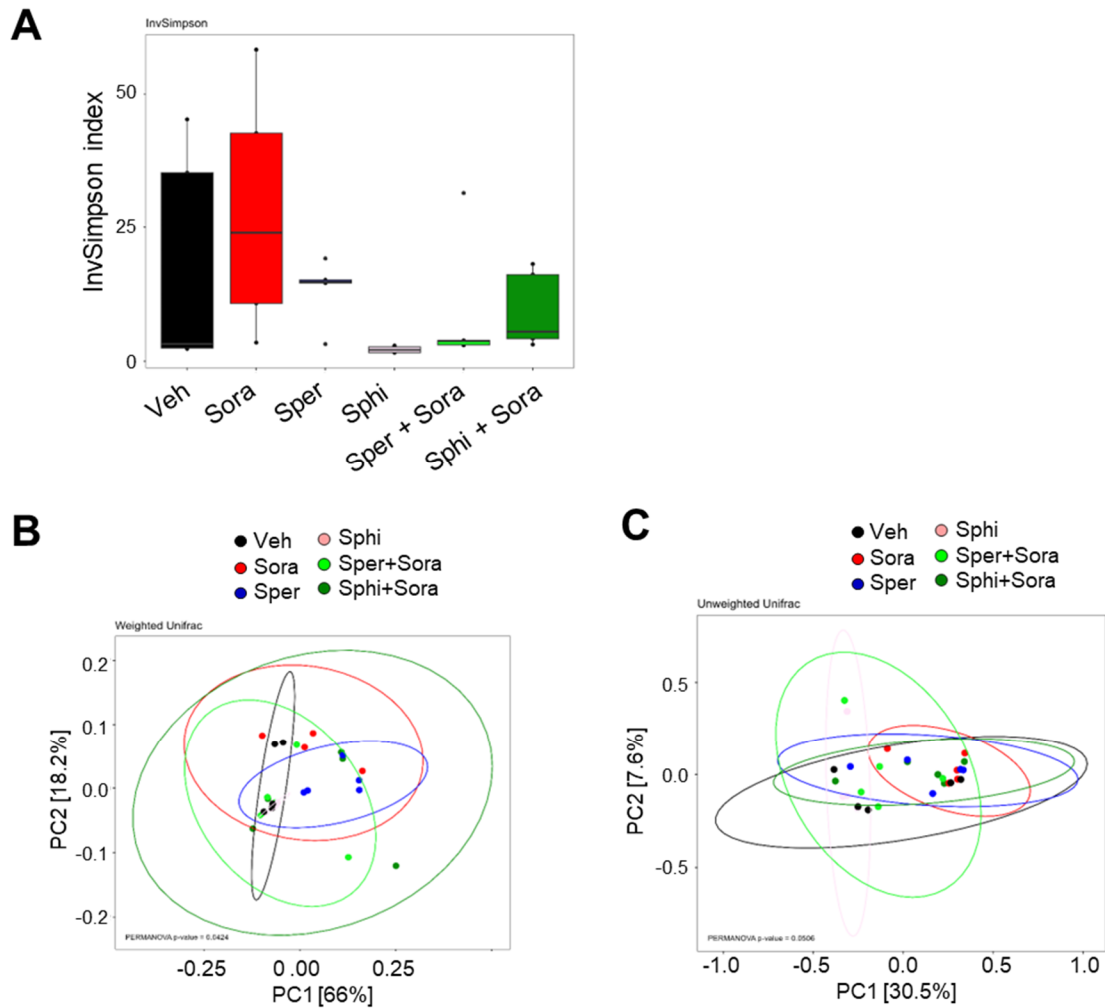 A
InvSimpson
InvSimpson index
50
25
0
Veh
Sora
Sper
Sphi
Sper + Sora
Sphi + Sora
B
Veh
Sphi
Sora
Sper+Sora
Sper
Sphi+Sora
Weighted Unifrac
PC2 [18.2%]
0.2
0.1
0.0
-0.1
-0.2
PERMANOVA p-value = 0.0424
-0.25
0.00
0.25
PC1 [66%]
C
Veh
Sphi
Sora
Sper+Sora
Sper
Sphi+Sora
Unweighted Unifrac
PC2 [7.6%]
0.5
0.0
-0.5
PERMANOVA p-value = 0.0506
-1.0
-0.5
0.0
0.5
1.0
PC1 [30.5%]